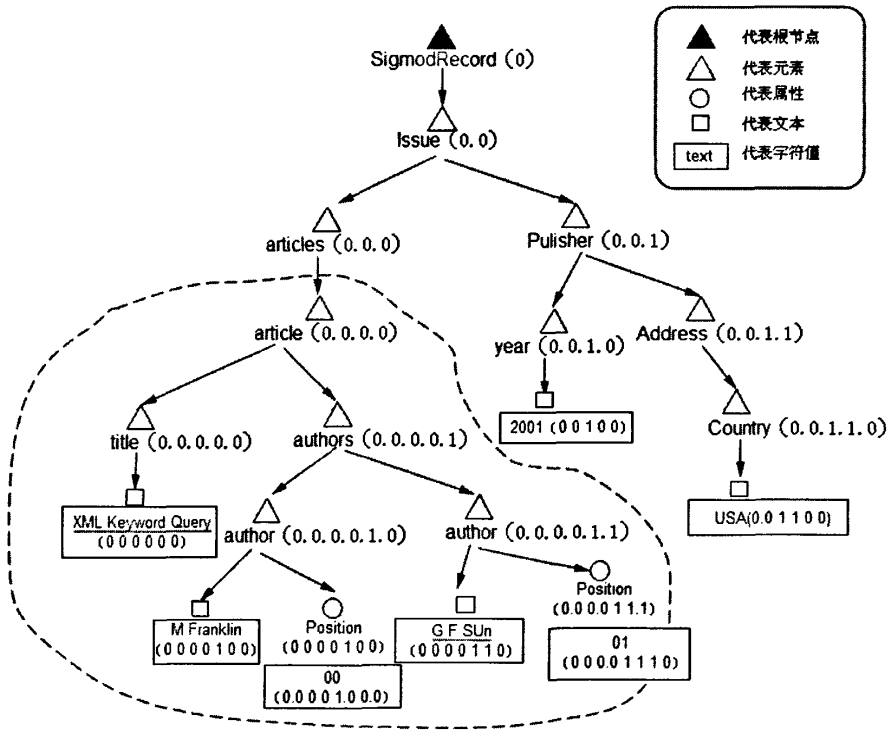 SigmodRecord (0)
代表根节点
代表元素
代表属性
代表文本
text 代表字符值
Issue (0.0)
articles (0.0.0)
Pulisher (0.0.1)
article (0.0.0.0)
year (0.0.1.0)
Address (0.0.1.1)
2001 (0 0 1 0 0)
title (0.0.0.0.0)
authors (0.0.0.0.1)
Country (0.0.1.1.0)
XML Keyword Query
(0 0 0 0 0 0)
USA(0.0 1 1 0 0)
author (0.0.0.0.1.0)
author (0.0.0.0.1.1)
M Franklin
(0 0 0 0 1 0 0)
Position
(0 0 0 0 1 0 0)
00
(0.0 0 0 1.0 0.0)
G F SUn
(0 0 0 0 1 1 0)
Position
(0.0 0.0 1 1.1)
01
(0 0 0 0 1 1 1 0)